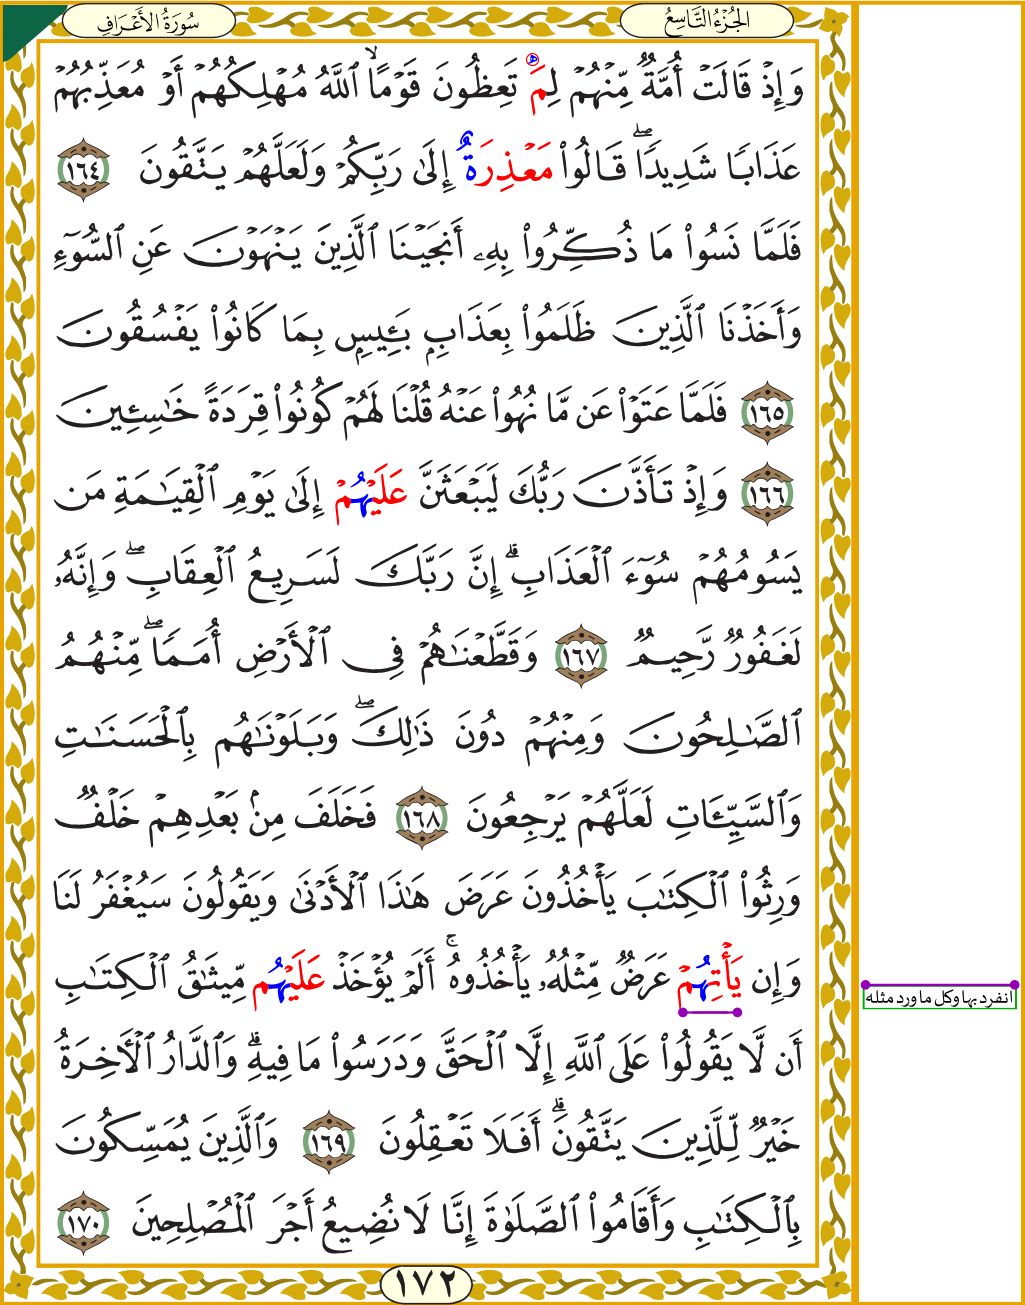 الجُزْءُ التَّاسِعُ
سُورَةُ الأَعْرَافِ
وَإِذْ قَالَتْ أُمَّةٌ مِّنْهُمْ لِمَ تَعِظُونَ قَوْمًا ۙ ٱللَّهُ مُهْلِكُهُمْ أَوْ مُعَذِّبُهُمْ
عَذَابًا شَدِيدًا ۖ قَالُوا۟ مَعْذِرَةٌ إِلَىٰ رَبِّكُمْ وَلَعَلَّهُمْ يَتَّقُونَ ١٦٤
فَلَمَّا نَسُوا۟ مَا ذُكِّرُوا۟ بِهِۦٓ أَنجَيْنَا ٱلَّذِينَ يَنْهَوْنَ عَنِ ٱلسُّوٓءِ
وَأَخَذْنَا ٱلَّذِينَ ظَلَمُوا۟ بِعَذَابٍۭ بَـِٔيسٍۭ بِمَا كَانُوا۟ يَفْسُقُونَ
١٦٥ فَلَمَّا عَتَوْا۟ عَن مَّا نُهُوا۟ عَنْهُ قُلْنَا لَهُمْ كُونُوا۟ قِرَدَةً خَٰسِـِٔينَ
١٦٦ وَإِذْ تَأَذَّنَ رَبُّكَ لَيَبْعَثَنَّ عَلَيْهُمْ إِلَىٰ يَوْمِ ٱلْقِيَٰمَةِ مَن
يَسُومُهُمْ سُوٓءَ ٱلْعَذَابِ ۗ إِنَّ رَبَّكَ لَسَرِيعُ ٱلْعِقَابِ ۖ وَإِنَّهُۥ
لَغَفُورٌ رَّحِيمٌ ١٦٧ وَقَطَّعْنَٰهُمْ فِى ٱلْأَرْضِ أُمَمًا ۖ مِّنْهُمُ
ٱلصَّٰلِحُونَ وَمِنْهُمْ دُونَ ذَٰلِكَ ۖ وَبَلَوْنَٰهُم بِٱلْحَسَنَٰتِ
وَٱلسَّيِّـَٔاتِ لَعَلَّهُمْ يَرْجِعُونَ ١٦٨ فَخَلَفَ مِنۢ بَعْدِهِمْ خَلْفٌ
وَرِثُوا۟ ٱلْكِتَٰبَ يَأْخُذُونَ عَرَضَ هَٰذَا ٱلْأَدْنَىٰ وَيَقُولُونَ سَيُغْفَرُ لَنَا
وَإِن يَأْتِهُمْ عَرَضٌ مِّثْلُهُۥ يَأْخُذُوهُ ۚ أَلَمْ يُؤْخَذْ عَلَيْهُم مِّيثَٰقُ ٱلْكِتَٰبِ
انفرد بها وكل ما ورد مثله
أَن لَّا يَقُولُوا۟ عَلَى ٱللَّهِ إِلَّا ٱلْحَقَّ وَدَرَسُوا۟ مَا فِيهِ ۗ وَٱلدَّارُ ٱلْـَٔاخِرَةُ
خَيْرٌ لِّلَّذِينَ يَتَّقُونَ ۗ أَفَلَا تَعْقِلُونَ ١٦٩ وَٱلَّذِينَ يُمَسِّكُونَ
بِٱلْكِتَٰبِ وَأَقَامُوا۟ ٱلصَّلَوٰةَ إِنَّا لَا نُضِيعُ أَجْرَ ٱلْمُصْلِحِينَ ١٧٠
١٧٢